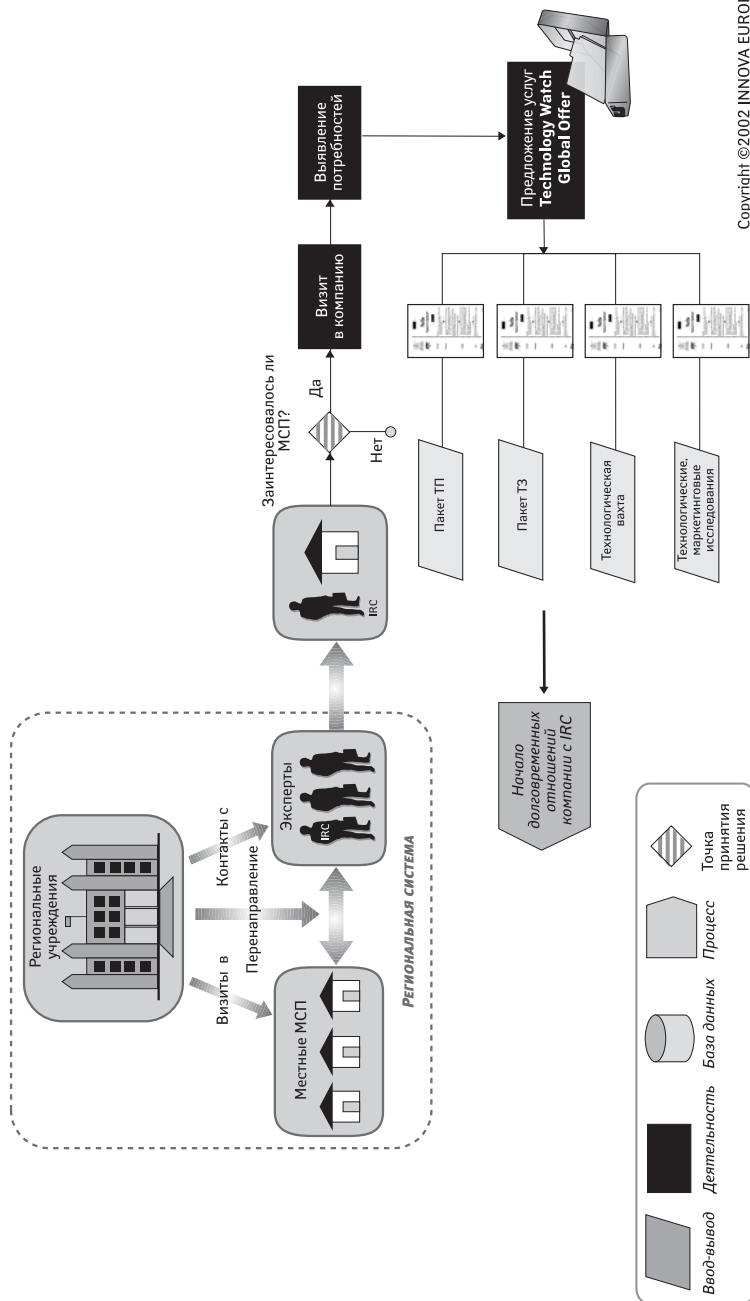 Региональные
учреждения
Визиты в
Перенаправление
Контакты с
Местные МСП
Эксперты
IRC
РЕГИОНАЛЬНАЯ СИСТЕМА
IRC
Заинтересовалось ли
МСП?
Да
Нет
Визит
в компанию
Выявление
потребностей
Предложение услуг
Technology Watch
Global Offer
Пакет ТП
Пакет ТЗ
Технологическая
вахта
Технологические,
маркетинговые
исследования
Начало
долговременных
отношений
компании с IRC
Ввод-вывод
Деятельность
База данных
Процесс
Точка
принятия
решения
Copyright ©2002 INNOVA EUROP